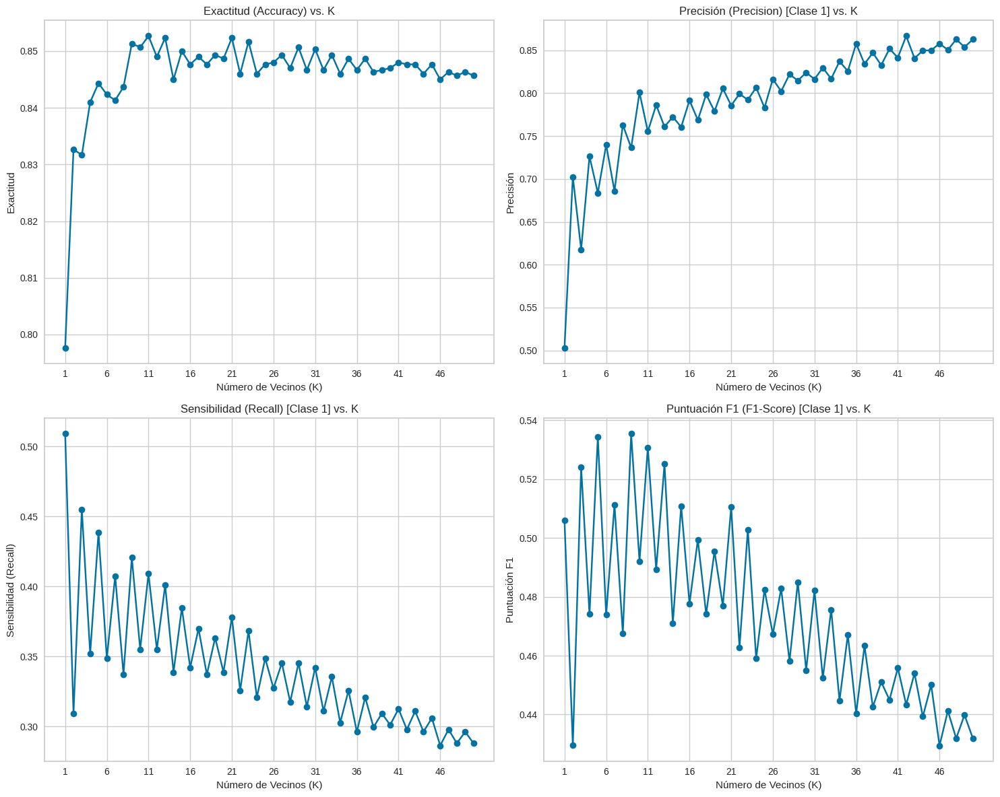 Exactitud (Accuracy) vs. K
Exactitud
0.85
0.84
0.83
0.82
0.81
0.80
1 6 11 16 21 26 31 36 41 46
Número de Vecinos (K)
Precisión (Precision) [Clase 1] vs. K
Precisión
0.85
0.80
0.75
0.70
0.65
0.60
0.55
0.50
1 6 11 16 21 26 31 36 41 46
Número de Vecinos (K)
Sensibilidad (Recall) [Clase 1] vs. K
Sensibilidad (Recall)
0.50
0.45
0.40
0.35
0.30
1 6 11 16 21 26 31 36 41 46
Número de Vecinos (K)
Puntuación F1 (F1-Score) [Clase 1] vs. K
Puntuación F1
0.54
0.52
0.50
0.48
0.46
0.44
1 6 11 16 21 26 31 36 41 46
Número de Vecinos (K)